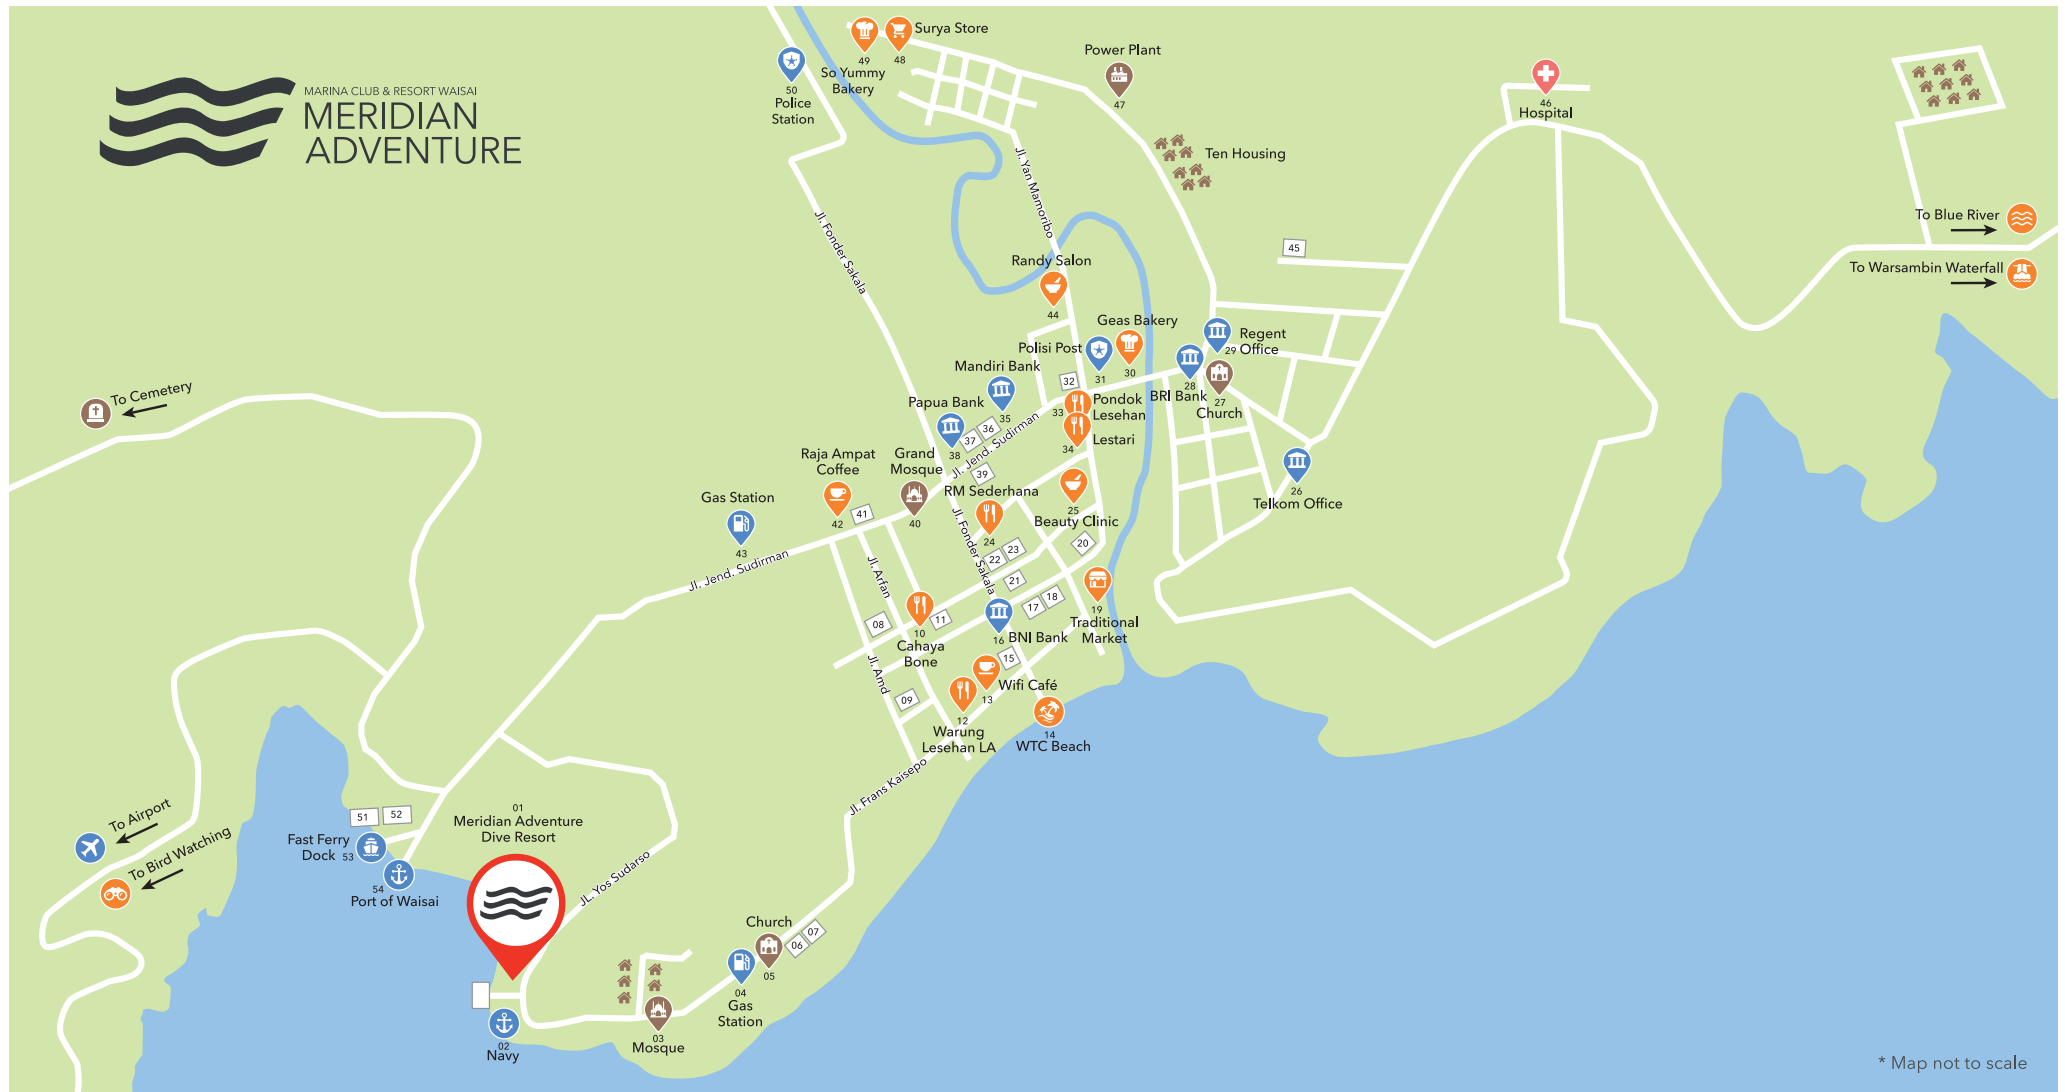 MARINA CLUB & RESORT WAISAI
MERIDIAN
ADVENTURE
49
48
Surya Store
So Yummy
Bakery
50
Police
Station
Power Plant
47
46
Hospital
Ten Housing
To Blue River
To Warsambin Waterfall
45
Jl. Yan Mamoribo
Jl. Fonder Sakala
Randy Salon
44
Geas Bakery
30
Polisi Post
31
Regent
29 Office
28
BRI Bank
27
Church
Mandiri Bank
35
32
33
Pondok
Lesehan
34
Lestari
Papua Bank
38
37
36
Jl. Jend. Sudirman
39
To Cemetery
Raja Ampat
Coffee
42
41
Grand
Mosque
40
Gas Station
43
Jl. Jend. Sudirman
RM Sederhana
24
25
Beauty Clinic
26
Telkom Office
Jl. Fonder Sakala
22
23
20
21
17
18
19
Traditional
Market
16
BNI Bank
Jl. Arfan
08
10
11
Cahaya
Bone
Jl. Amd
09
15
13
Wifi Café
12
Warung
Lesehan LA
14
WTC Beach
Jl. Frans Kaisepo
To Airport
To Bird Watching
51
52
Fast Ferry
Dock 53
54
Port of Waisai
01
Meridian Adventure
Dive Resort
JL. Yos Sudarso
Church
05
06
07
04
Gas
Station
03
Mosque
02
Navy
* Map not to scale